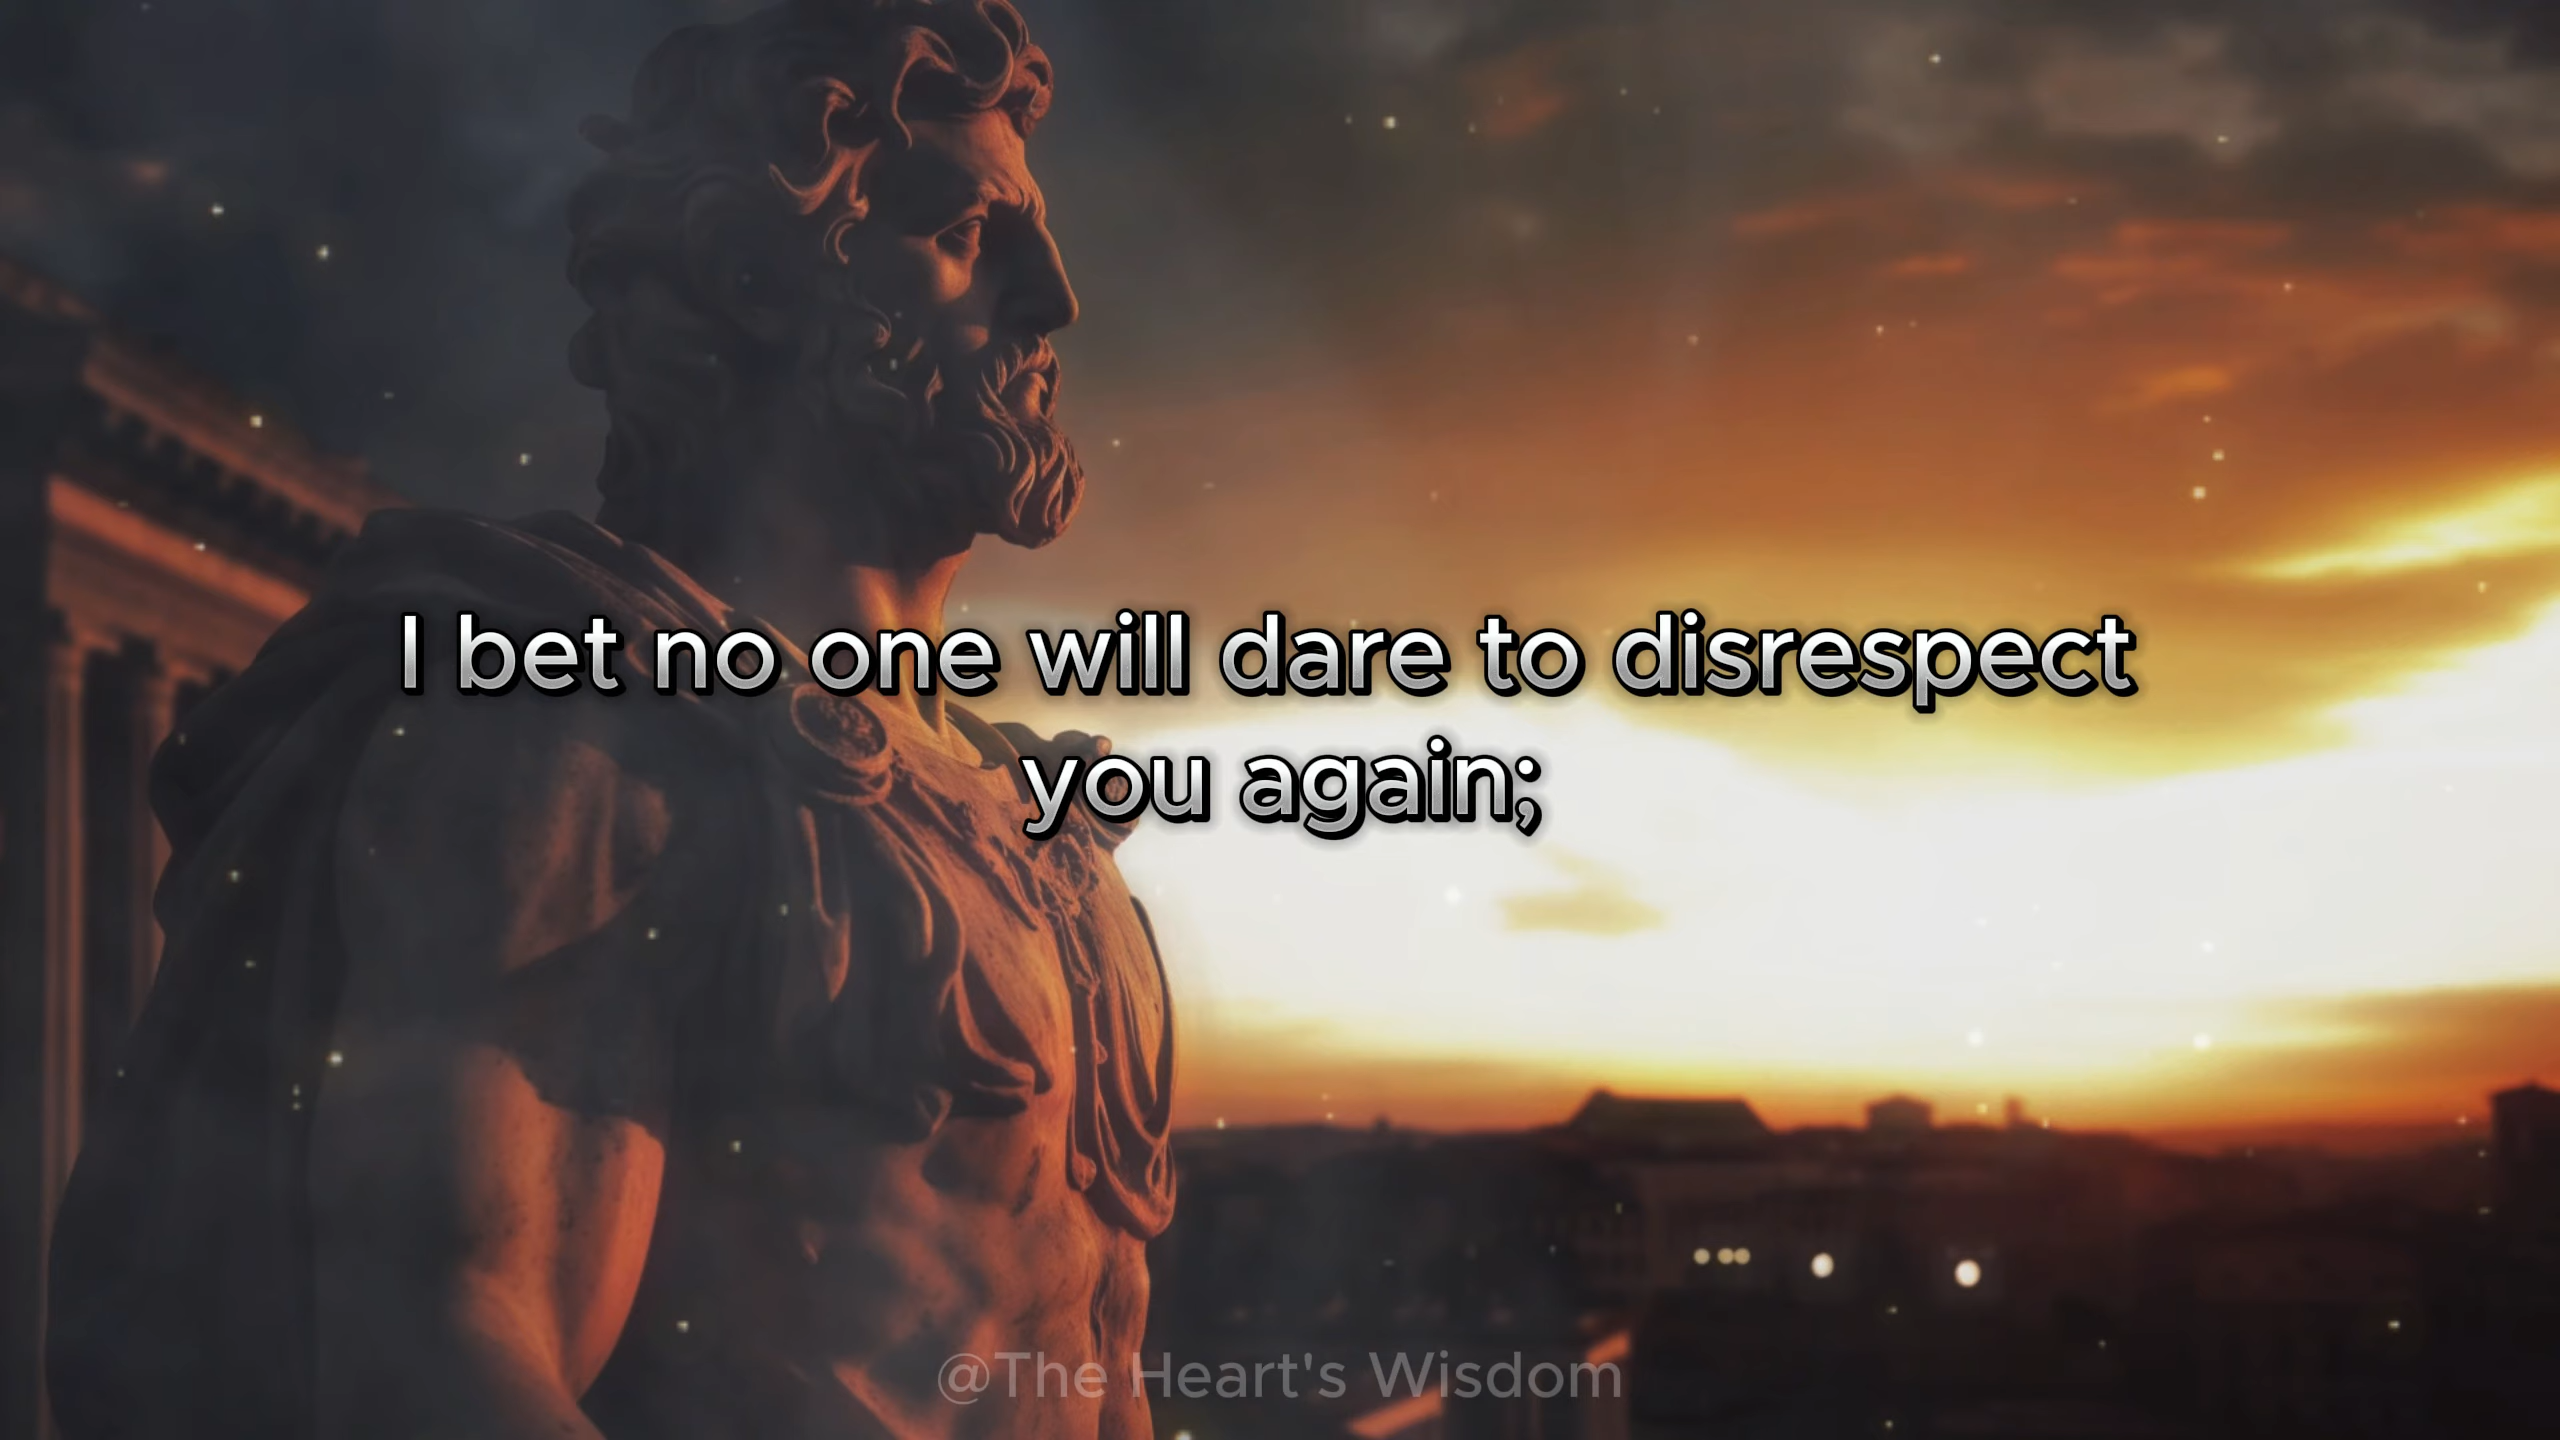 I bet no one will dare to disrespect
you again;
@The Heart's Wisdom